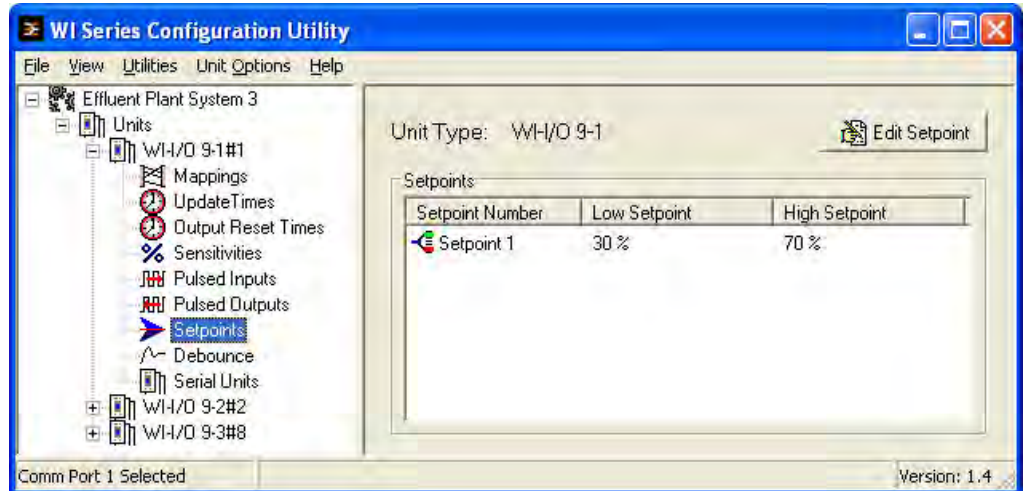 WI Series Configuration Utility
File View Utilities Unit Options Help
Effluent Plant System 3
Units
WI-I/O 9-1#1
Mappings
UpdateTimes
Output Reset Times
Sensitivities
Pulsed Inputs
Pulsed Outputs
Setpoints
Debounce
Serial Units
WI-I/O 9-2#2
WI-I/O 9-3#8
Unit Type: WI-I/O 9-1
Edit Setpoint
Setpoints
Setpoint Number Low Setpoint High Setpoint
Setpoint 1 30 % 70 %
Comm Port 1 Selected
Version: 1.4